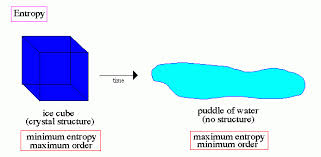 Entropy
time
ice cube
(crystal structure)
minimum entropy
maximum order
puddle of water
(no structure)
maximum entropy
minimum order